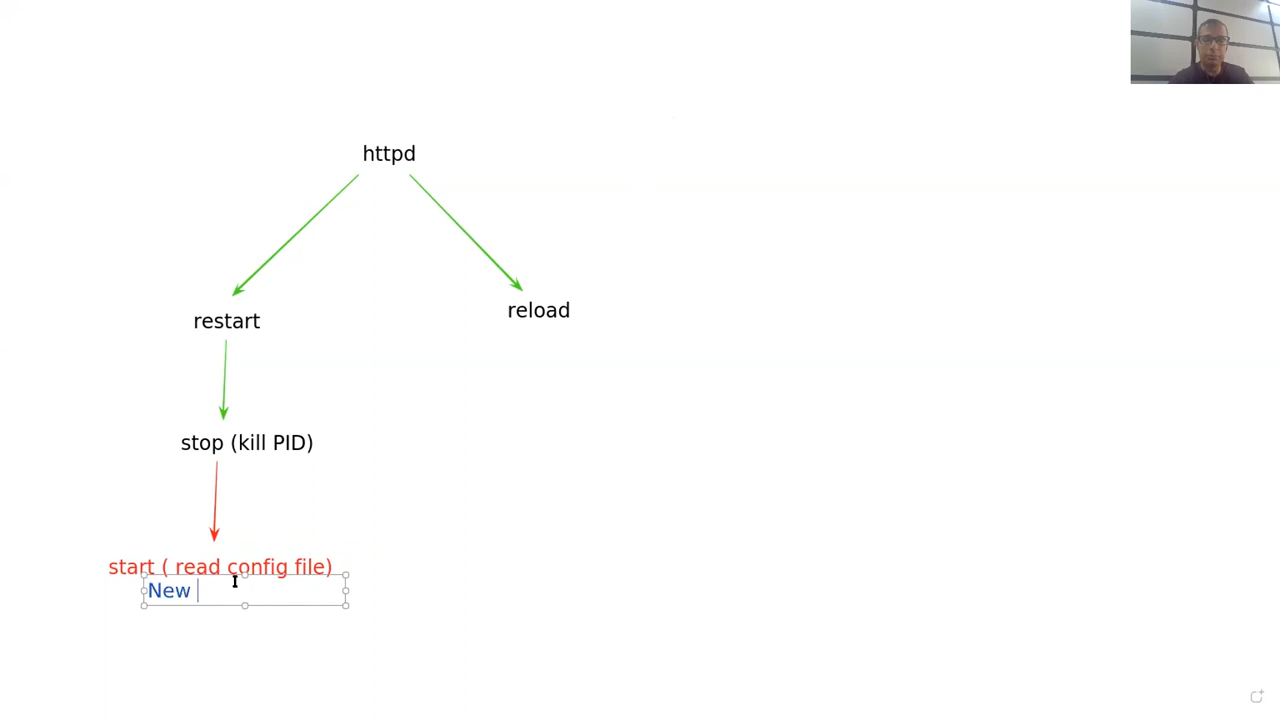 httpd
restart
reload
stop (kill PID)
start ( read config file)
New